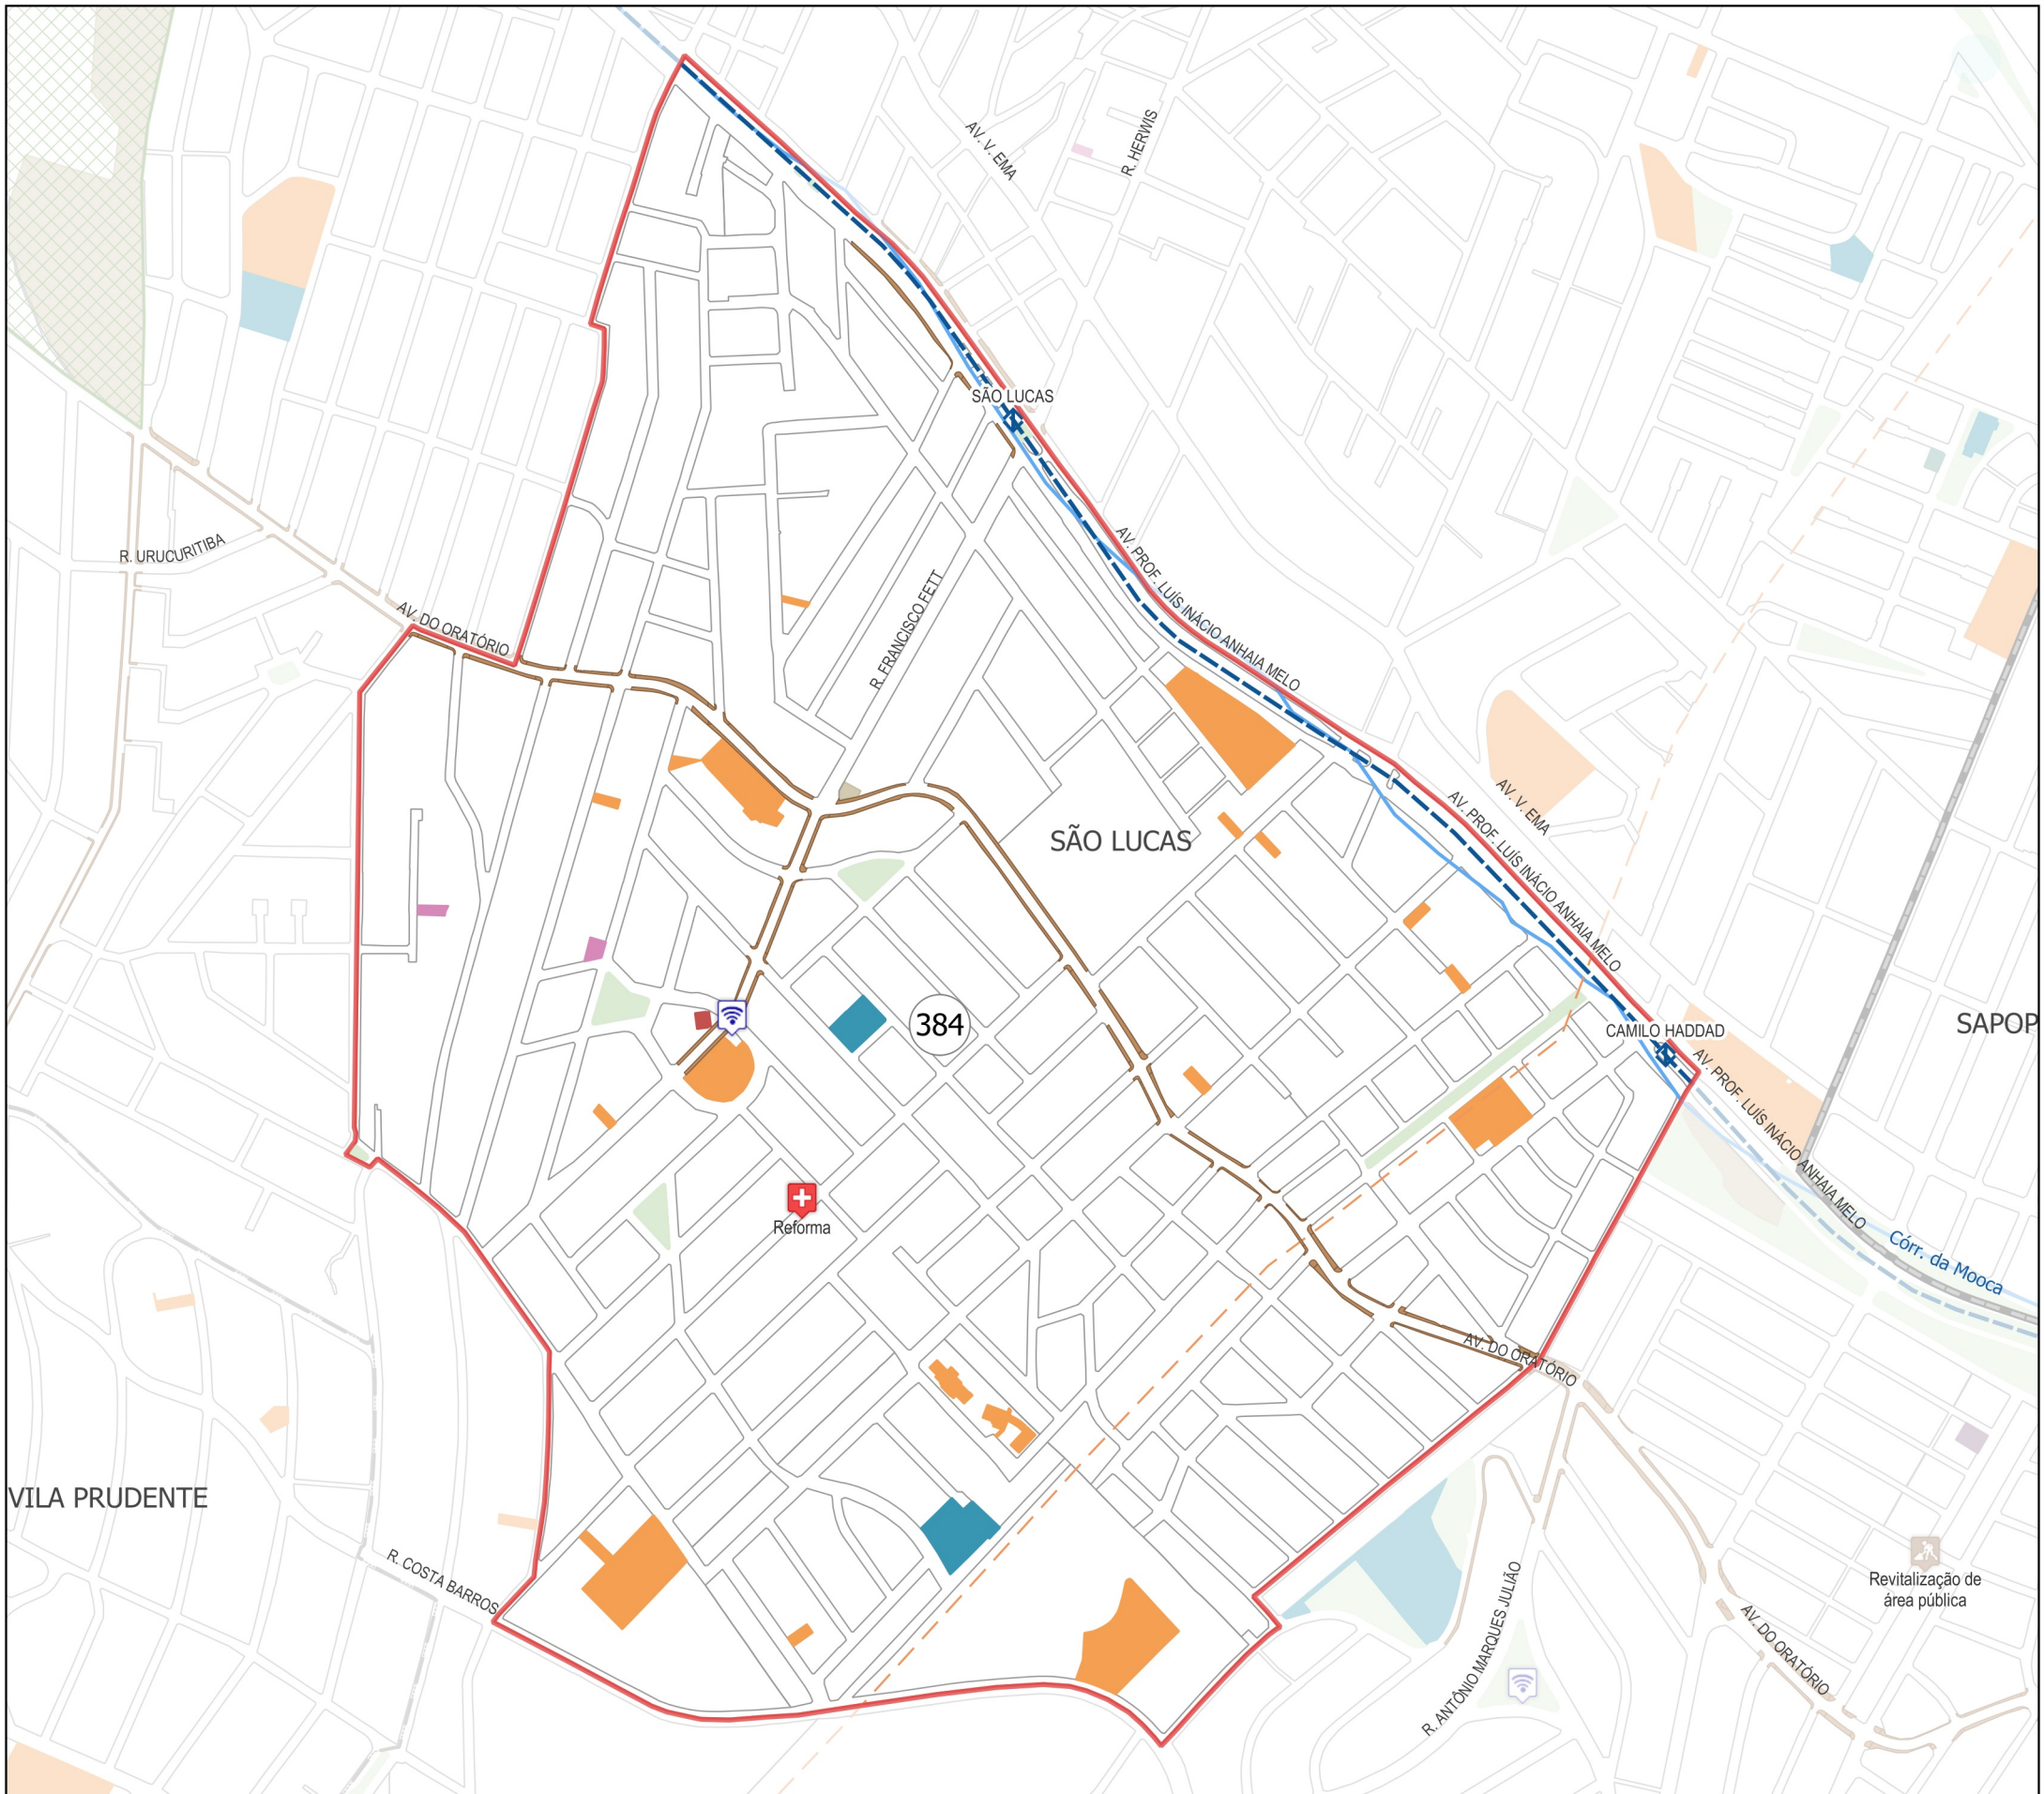 AV. V. EMA
R. HERWIS
SÃO LUCAS
R. URUCURITIBA
AV. PROF. LUÍS INÁCIO ANHAIA MELO
AV. DO ORATÓRIO
R. FRANCISCO FETT
AV. V. EMA
AV. PROF. LUÍS INÁCIO ANHAIA MELO
SÃO LUCAS
384
CAMILO HADDAD
SAPOP
AV. PROF. LUÍS INÁCIO ANHAIA MELO
Reforma
Córr. da Mooca
AV. DO ORATÓRIO
VILA PRUDENTE
R. COSTA BARROS
R. ANTÔNIO MARQUES JULIÃO
Revitalização de
área pública
AV. DO ORATÓRIO